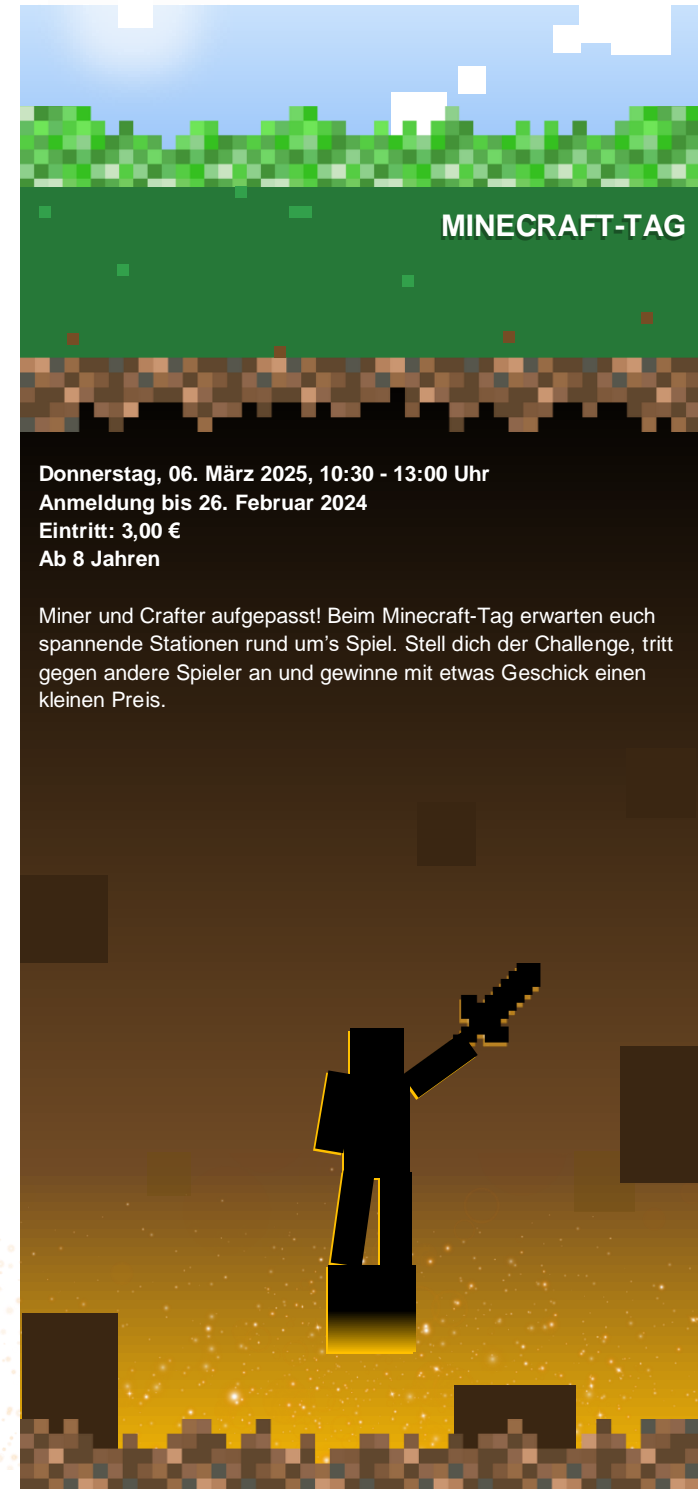 MINECRAFT-TAG
Donnerstag, 06. März 2025, 10:30 - 13:00 Uhr
Anmeldung bis 26. Februar 2024
Eintritt: 3,00 €
Ab 8 Jahren
Miner und Crafter aufgepasst! Beim Minecraft-Tag erwarten euch
spannende Stationen rund um’s Spiel. Stell dich der Challenge, tritt
gegen andere Spieler an und gewinne mit etwas Geschick einen
kleinen Preis.